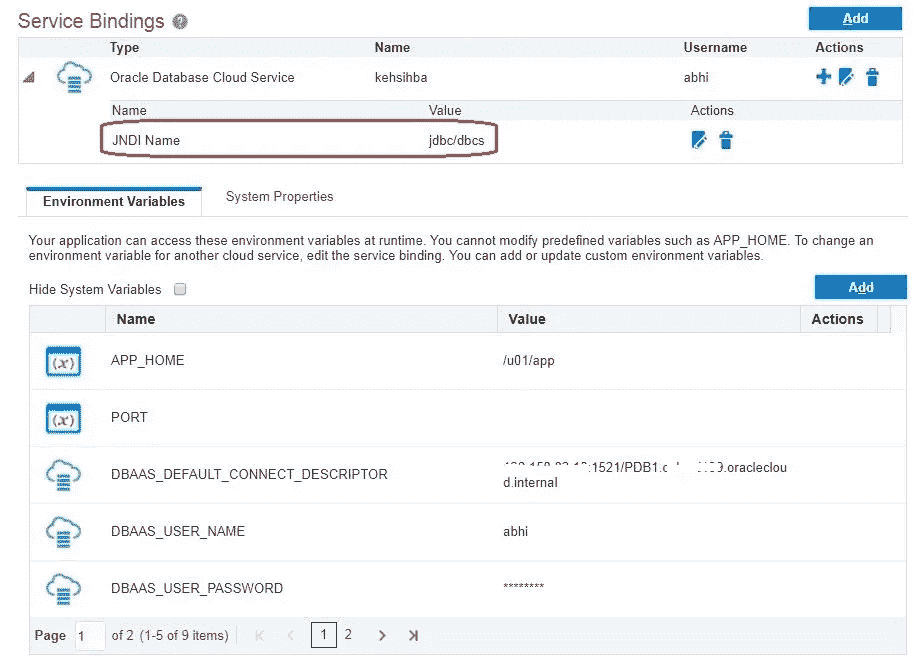 Service Bindings ?
Add
Type Name Username Actions
Oracle Database Cloud Service kehsihba abhi
Name Value Actions
JNDI Name jdbc/dbcs
Environment Variables System Properties
Your application can access these environment variables at runtime. You cannot modify predefined variables such as APP_HOME. To change an
environment variable for another cloud service, edit the service binding. You can add or update custom environment variables.
Hide System Variables
Add
Name Value Actions
(x) APP_HOME /u01/app
(x) PORT
DBAAS_DEFAULT_CONNECT_DESCRIPTOR :1521/PDB1. .oracleclou
d.internal
DBAAS_USER_NAME abhi
DBAAS_USER_PASSWORD ********
Page 1 of 2 (1-5 of 9 items) 1 2